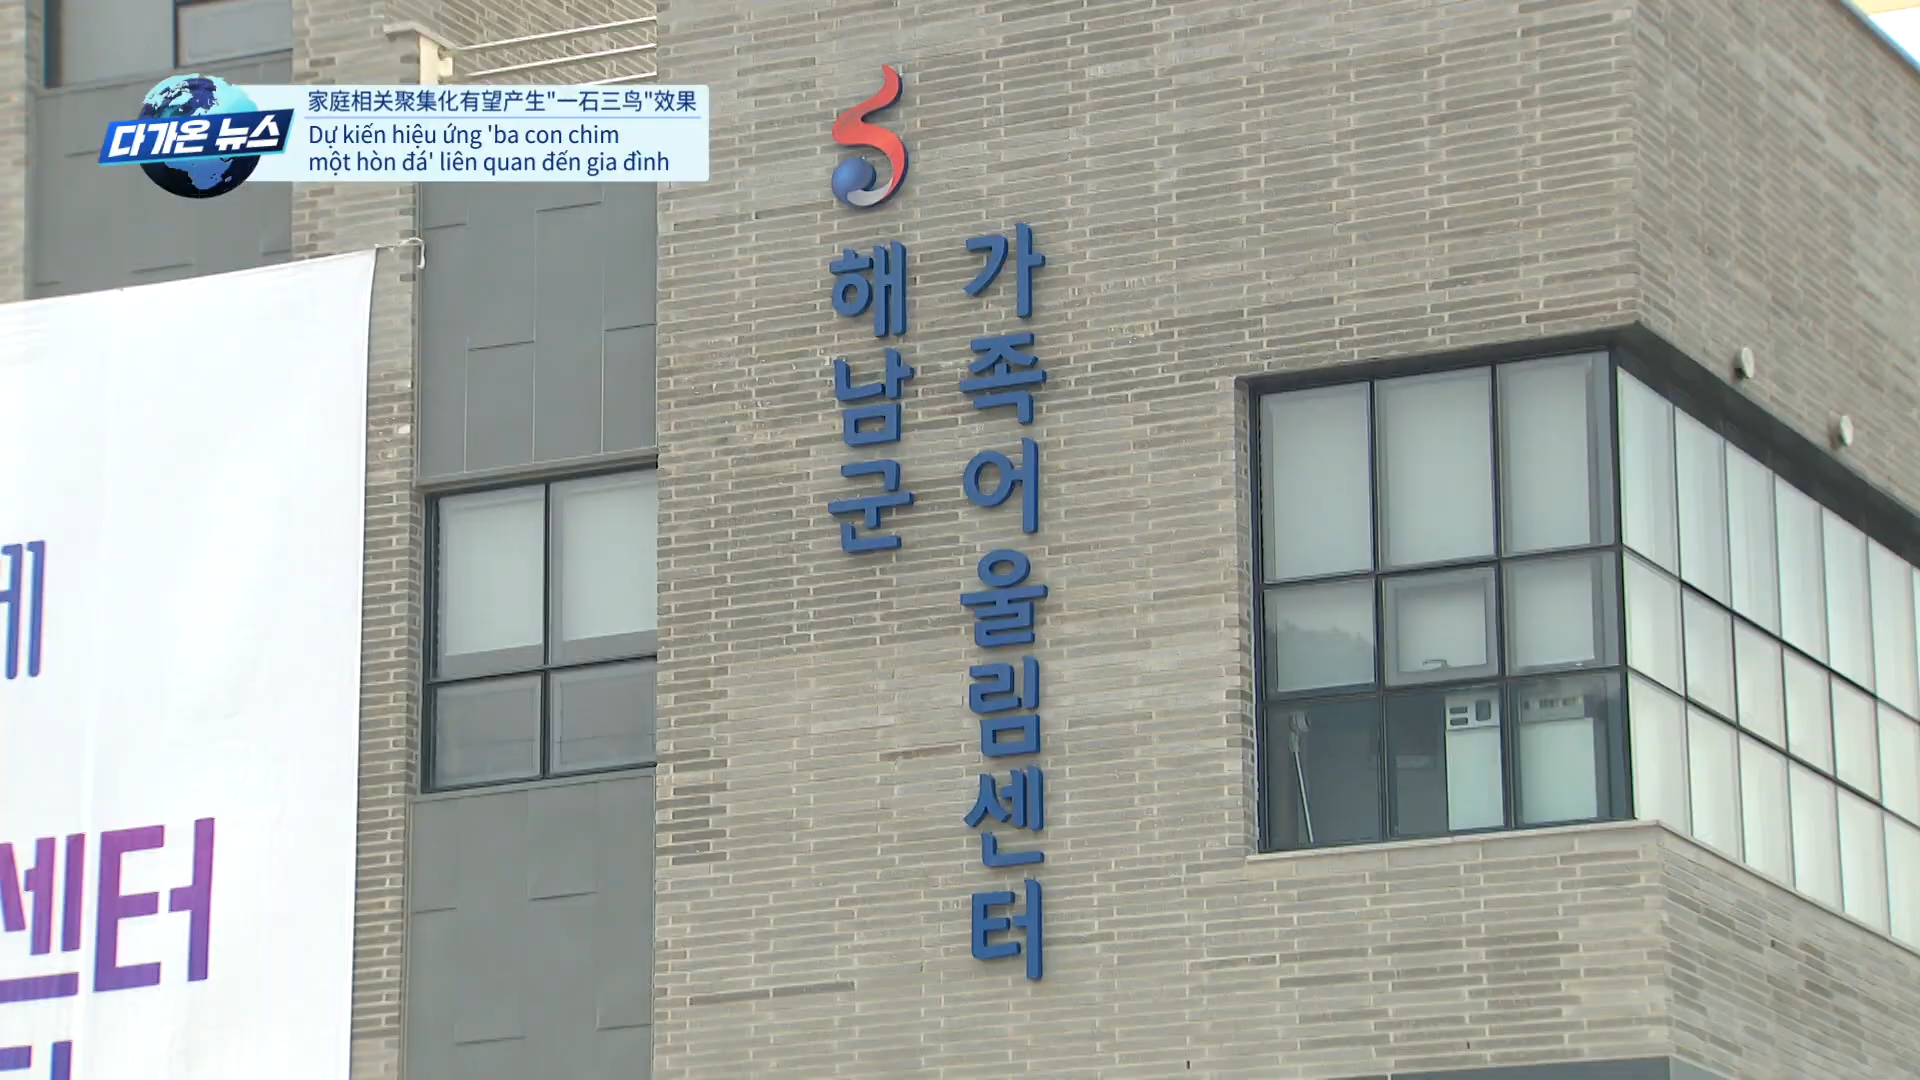 家庭相关聚集化有望产生"一石三鸟"效果
다가온 뉴스
Dự kiến hiệu ứng 'ba con chim
một hòn đá' liên quan đến gia đình
해남군
가족어울림센터
센터